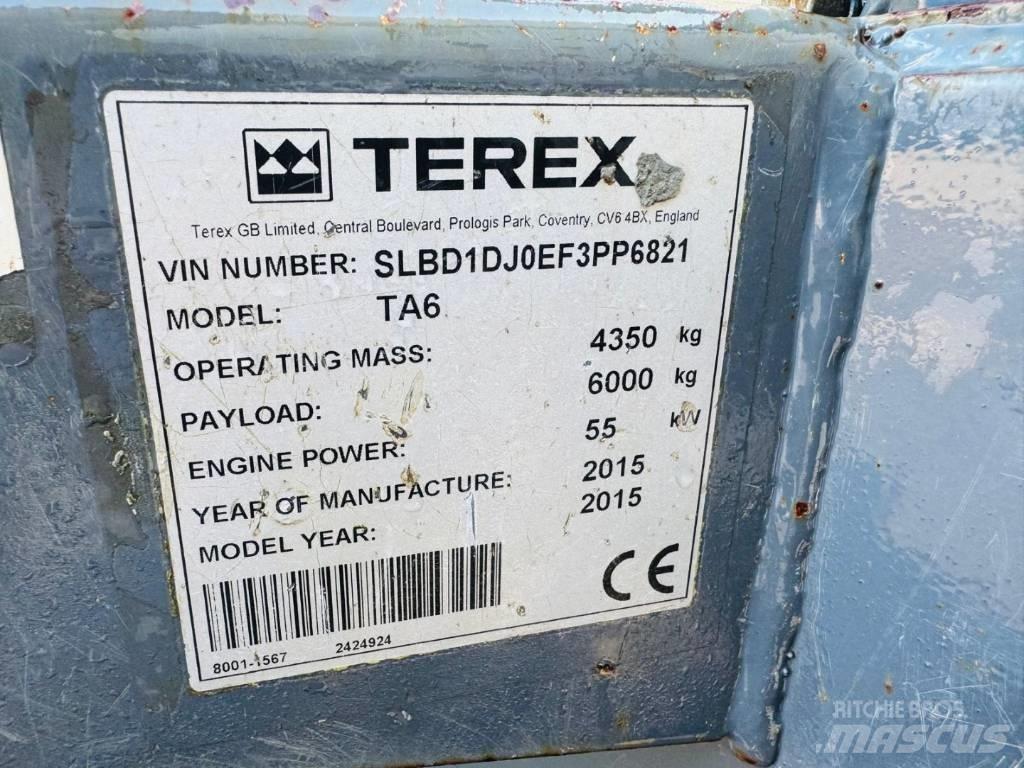 TEREX
Terex GB Limited, Central Boulevard, Prologis Park, Coventry, CV6 4BX, England
VIN NUMBER: SLBD1DJ0EF3PP6821
MODEL: TA6
OPERATING MASS: 4350 kg
PAYLOAD: 6000 kg
ENGINE POWER: 55 kW
YEAR OF MANUFACTURE: 2015
MODEL YEAR: 2015
CE
8001-1567 2424924
RITCHIE BROS
MASCUS